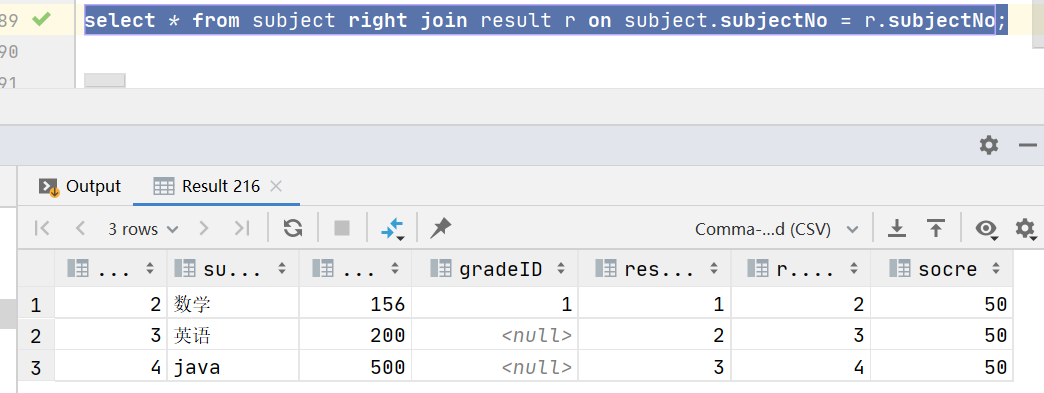 89 select * from subject right join result r on subject.subjectNo = r.subjectNo;
90
91
Output Result 216
3 rows Comma-...d (CSV)
... su... ... gradeID res... r.... socre
1 2 数学 156 1 1 2 50
2 3 英语 200 <null> 2 3 50
3 4 java 500 <null> 3 4 50